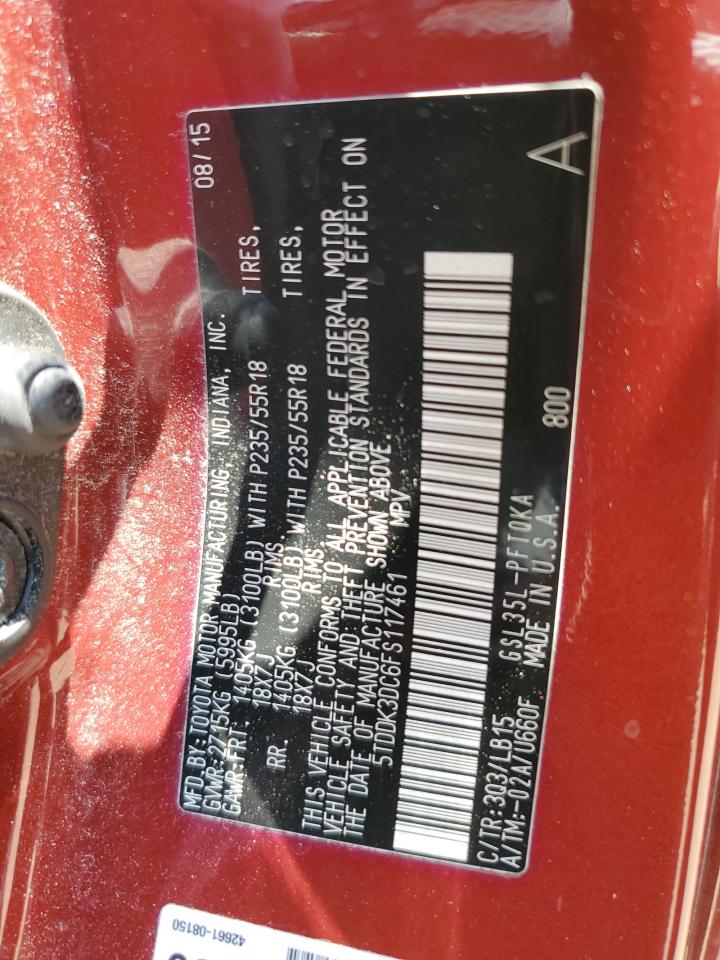 MFD.BY:TOYOTA MOTOR MANUFACTURING, INDIANA, INC. 08/15
GVWR:2715KG (5995LB)
GAWR:FRT. 1405KG (3100LB) WITH P235/55R18 TIRES,
18X7J RIMS
RR. 1405KG (3100LB) WITH P235/55R18 TIRES,
18X7J RIMS
THIS VEHICLE CONFORMS TO ALL APPLICABLE FEDERAL MOTOR
VEHICLE SAFETY AND THEFT PREVENTION STANDARDS IN EFFECT ON
THE DATE OF MANUFACTURE SHOWN ABOVE.
5TDDK3DC6FS117461 MPV
C/TR:3Q3/LB15 GSL35L-PFTQKA
A/TM:-02A/U660F MADE IN U.S.A. 800 A
42661-08150